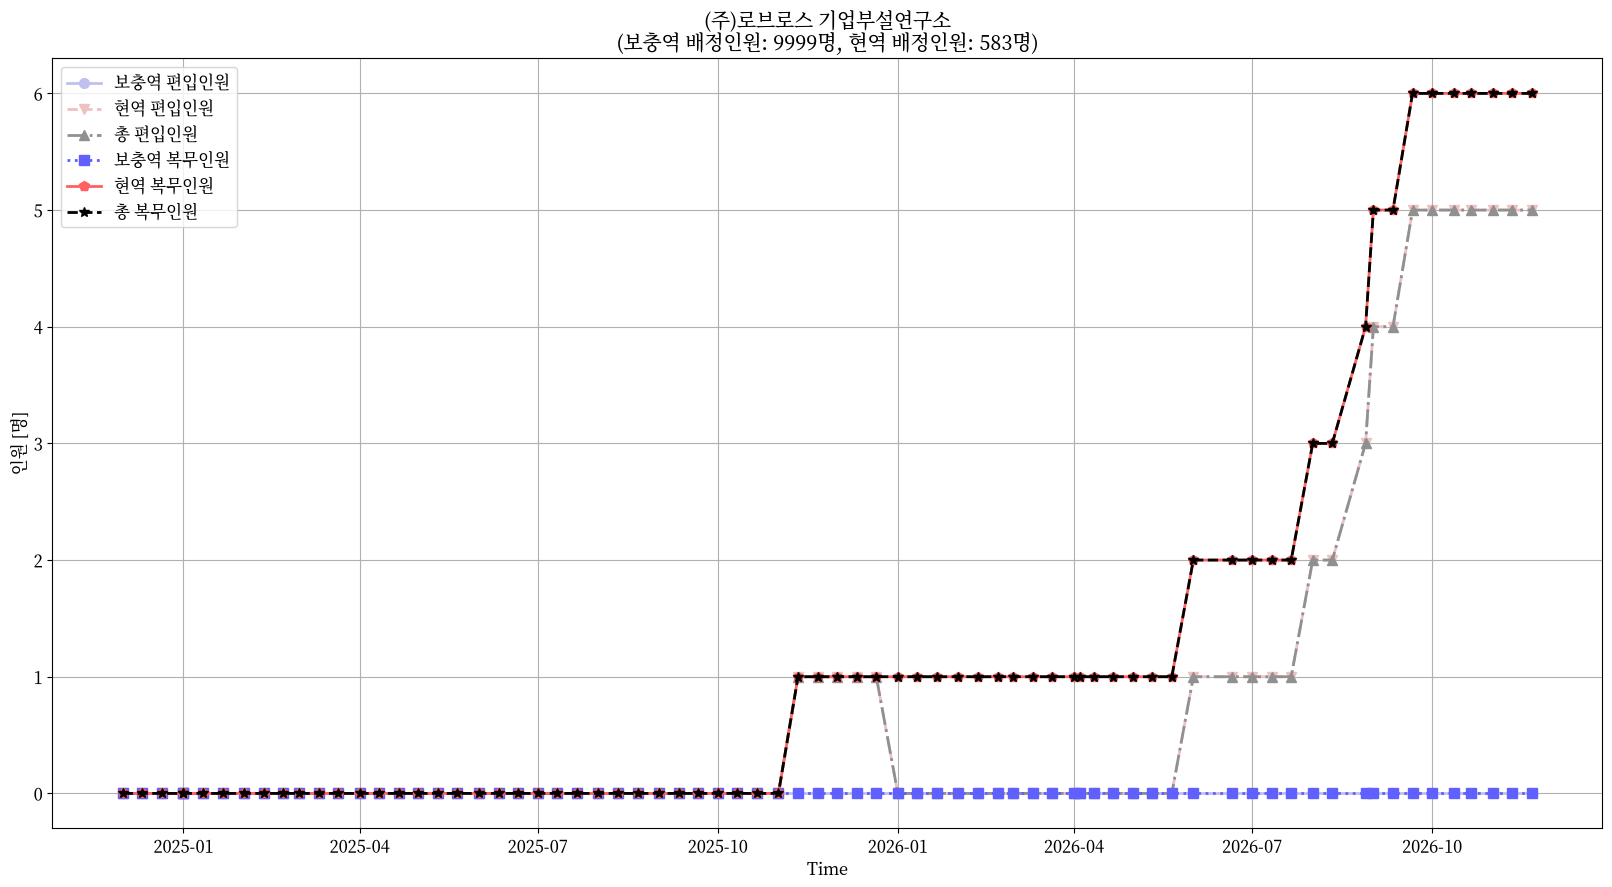 (주)로브로스 기업부설연구소
(보충역 배정인원: 9999명, 현역 배정인원: 583명)
보충역 편입인원
현역 편입인원
총 편입인원
보충역 복무인원
현역 복무인원
총 복무인원
인원 [명]
6
5
4
3
2
1
0
2025-01
2025-04
2025-07
2025-10
2026-01
2026-04
2026-07
2026-10
Time